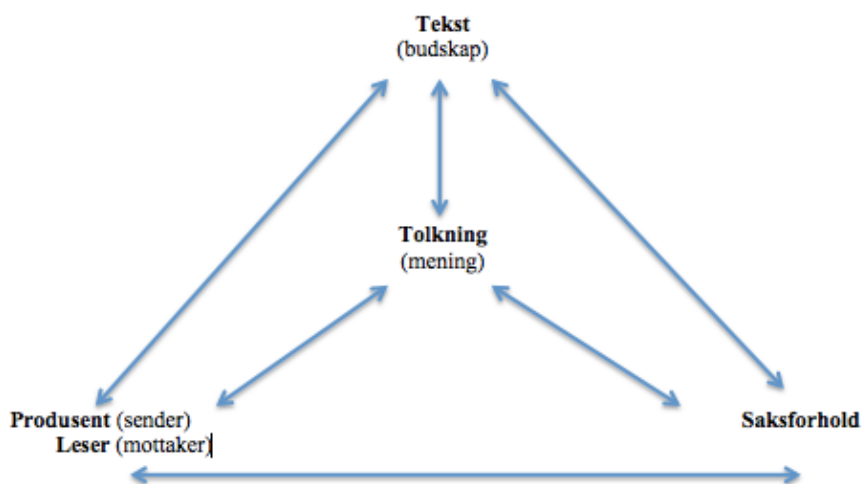 Tekst
(budskap)
Tolkning
(mening)
Produsent (sender)
Leser (mottaker)
Saksforhold